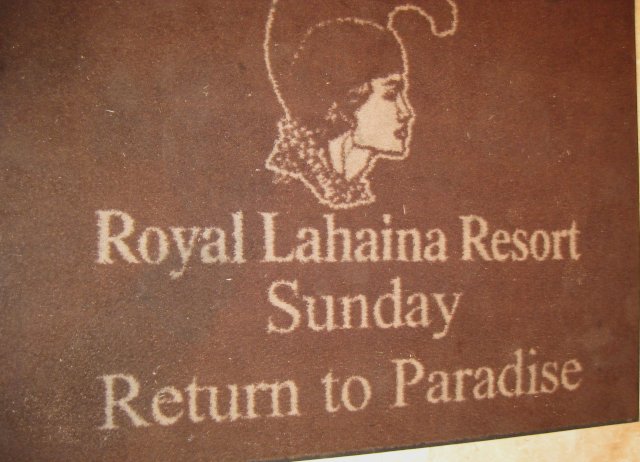 Royal Lahaina Resort
Sunday
Return to Paradise